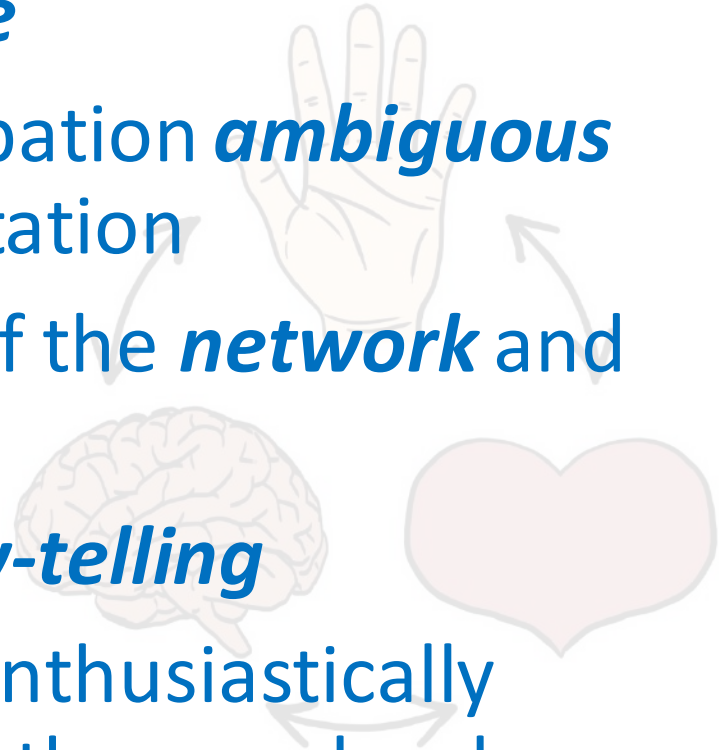 e
pation ambiguous
tation
f the network and
y-telling
nthusiastically